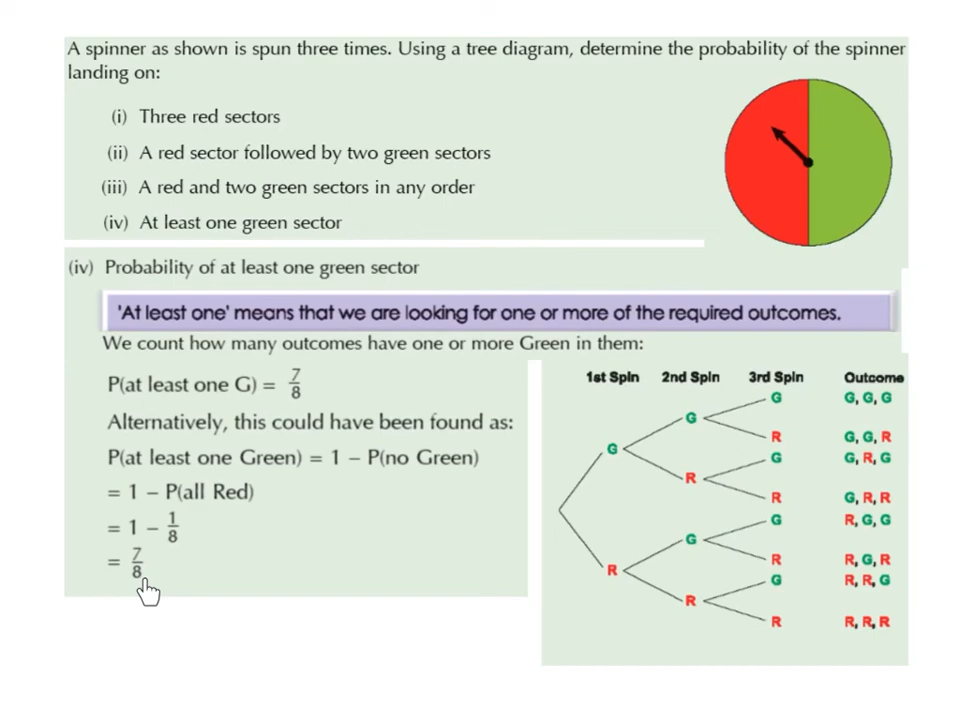 A spinner as shown is spun three times. Using a tree diagram, determine the probability of the spinner
landing on:
(i) Three red sectors
(ii) A red sector followed by two green sectors
(iii) A red and two green sectors in any order
(iv) At least one green sector
(iv) Probability of at least one green sector
'At least one' means that we are looking for one or more of the required outcomes.
We count how many outcomes have one or more Green in them:
P(at least one G) = 7/8
Alternatively, this could have been found as:
P(at least one Green) = 1 – P(no Green)
= 1 – P(all Red)
= 1 – 1/8
= 7/8
1st Spin 2nd Spin 3rd Spin Outcome
G G, G, G
G
R G, G, R
G
G G, R, G
R
R G, R, R
G R, G, G
G
R R, G, R
R
G R, R, G
R
R R, R, R